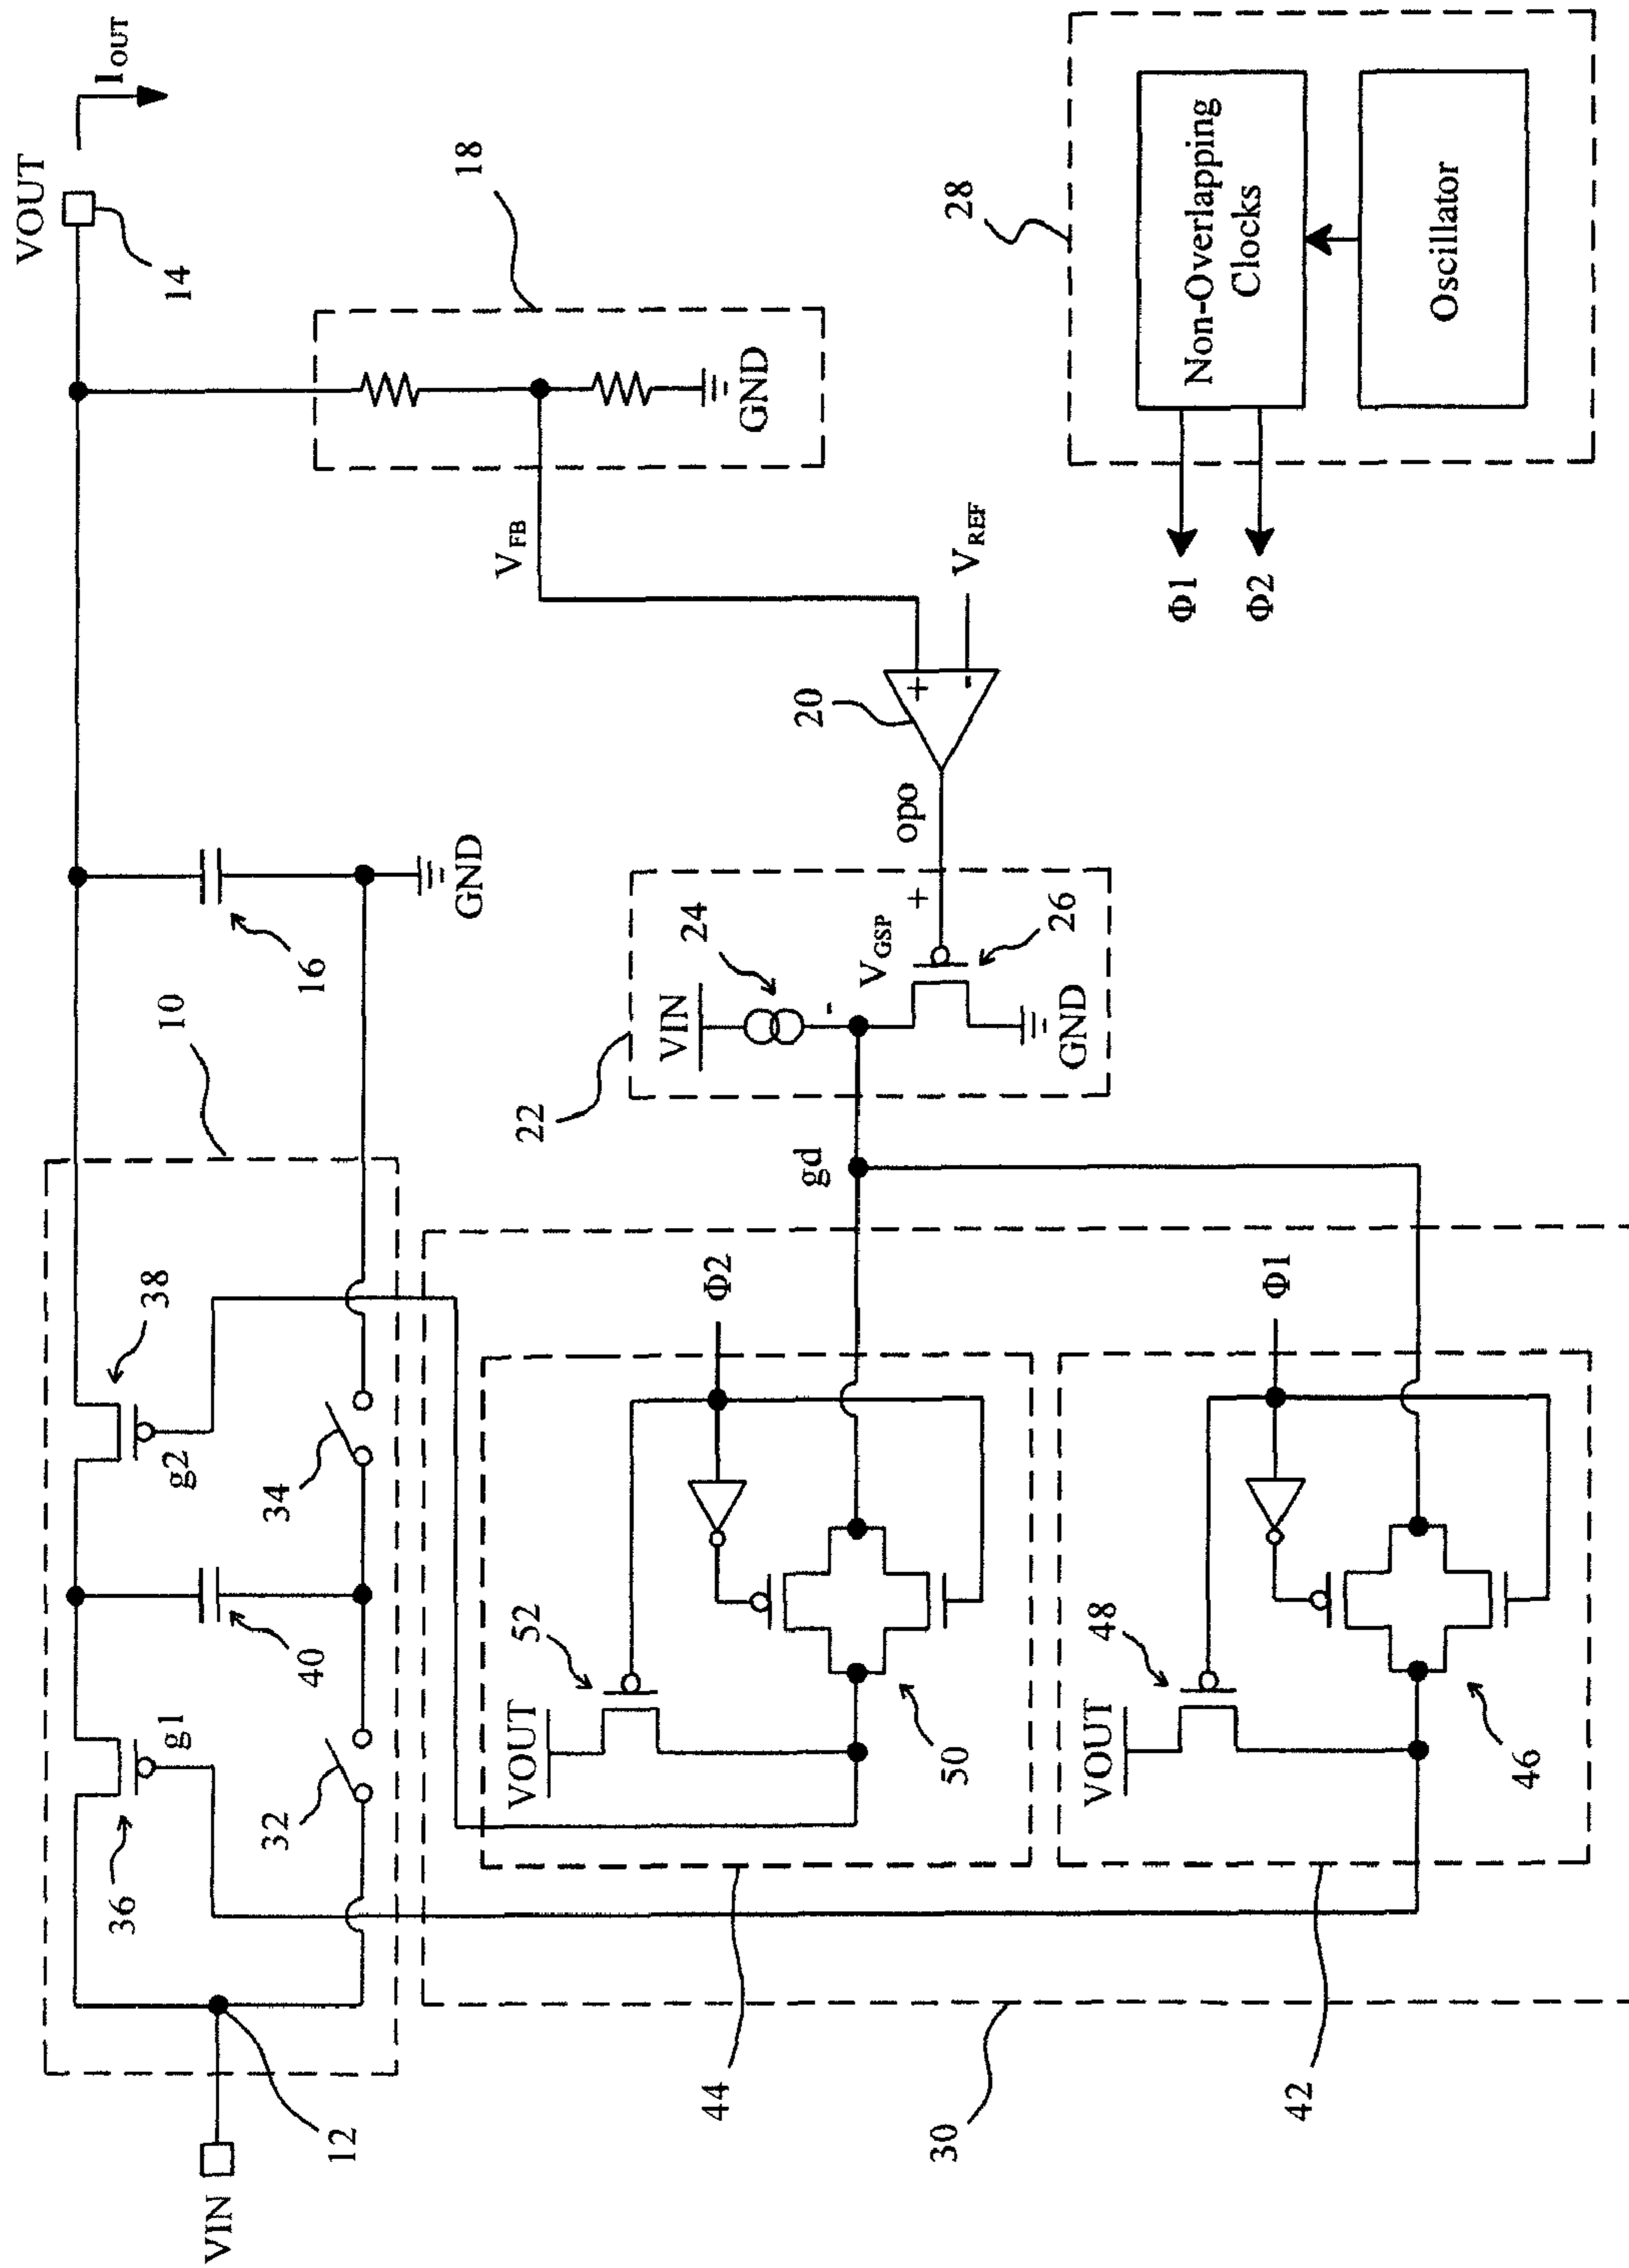 VIN
12
10
36
g1
32
40
34
g2
38
16
GND
VOUT
14
IOUT
18
VFB
GND
VREF
20
+
-
opo
22
VIN
24
-
VGSP
+
26
GND
gd
28
Non-Overlapping
Clocks
Oscillator
Φ1
Φ2
30
44
VOUT
52
Φ2
50
42
VOUT
48
Φ1
46